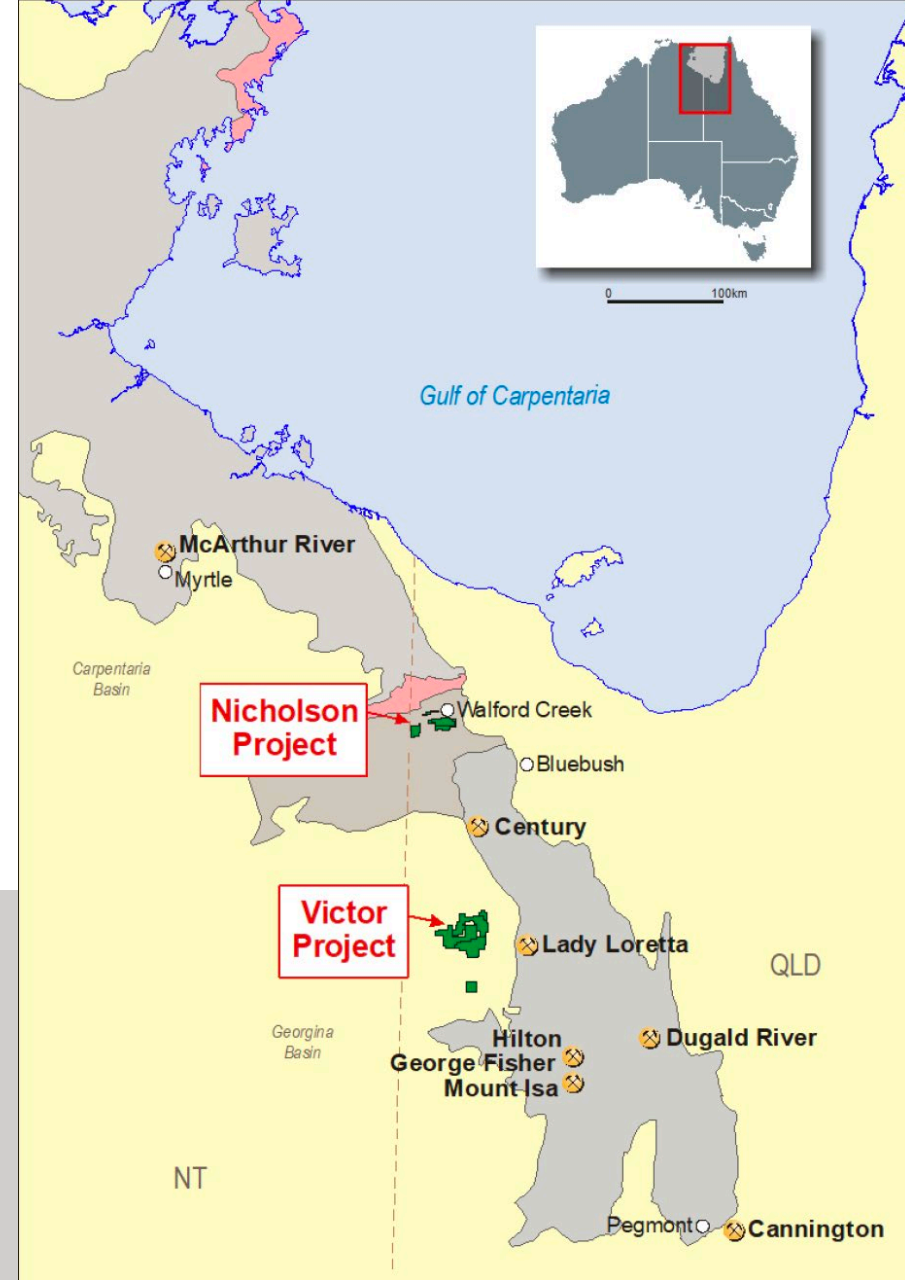 0 100km
Gulf of Carpentaria
McArthur River
Myrtle
Carpentaria
Basin
Nicholson
Project
Walford Creek
Bluebush
Century
Victor
Project
Lady Loretta
QLD
Georgina
Basin
Hilton
George Fisher
Mount Isa
Dugald River
NT
Pegmont
Cannington